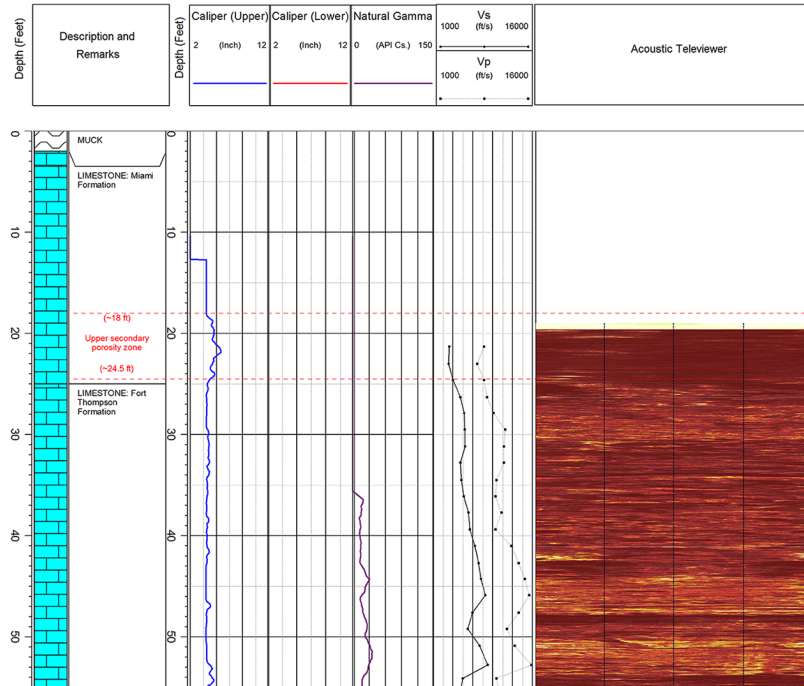 Depth (Feet)
Description and
Remarks
Depth (Feet)
Caliper (Upper)
2 (Inch) 12
Caliper (Lower)
2 (Inch) 12
Natural Gamma
0 (API Cs.) 150
Vs
1000 (ft/s) 16000
Vp
1000 (ft/s) 16000
Acoustic Televiewer
0
MUCK
0
LIMESTONE: Miami
Formation
10
10
(~18 ft)
20
Upper secondary
porosity zone
20
(~24.5 ft)
LIMESTONE: Fort
Thompson
Formation
30
30
40
40
50
50